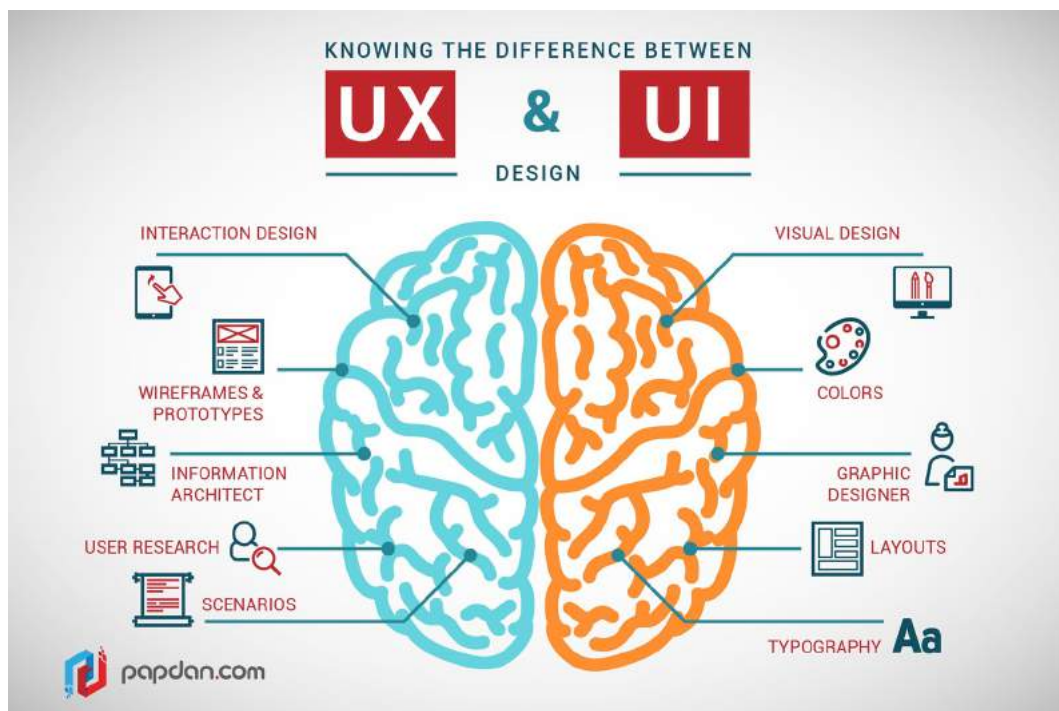 KNOWING THE DIFFERENCE BETWEEN
UX & UI
DESIGN
INTERACTION DESIGN
WIREFRAMES &
PROTOTYPES
INFORMATION
ARCHITECT
USER RESEARCH
SCENARIOS
VISUAL DESIGN
COLORS
GRAPHIC
DESIGNER
LAYOUTS
TYPOGRAPHY Aa
papdan.com